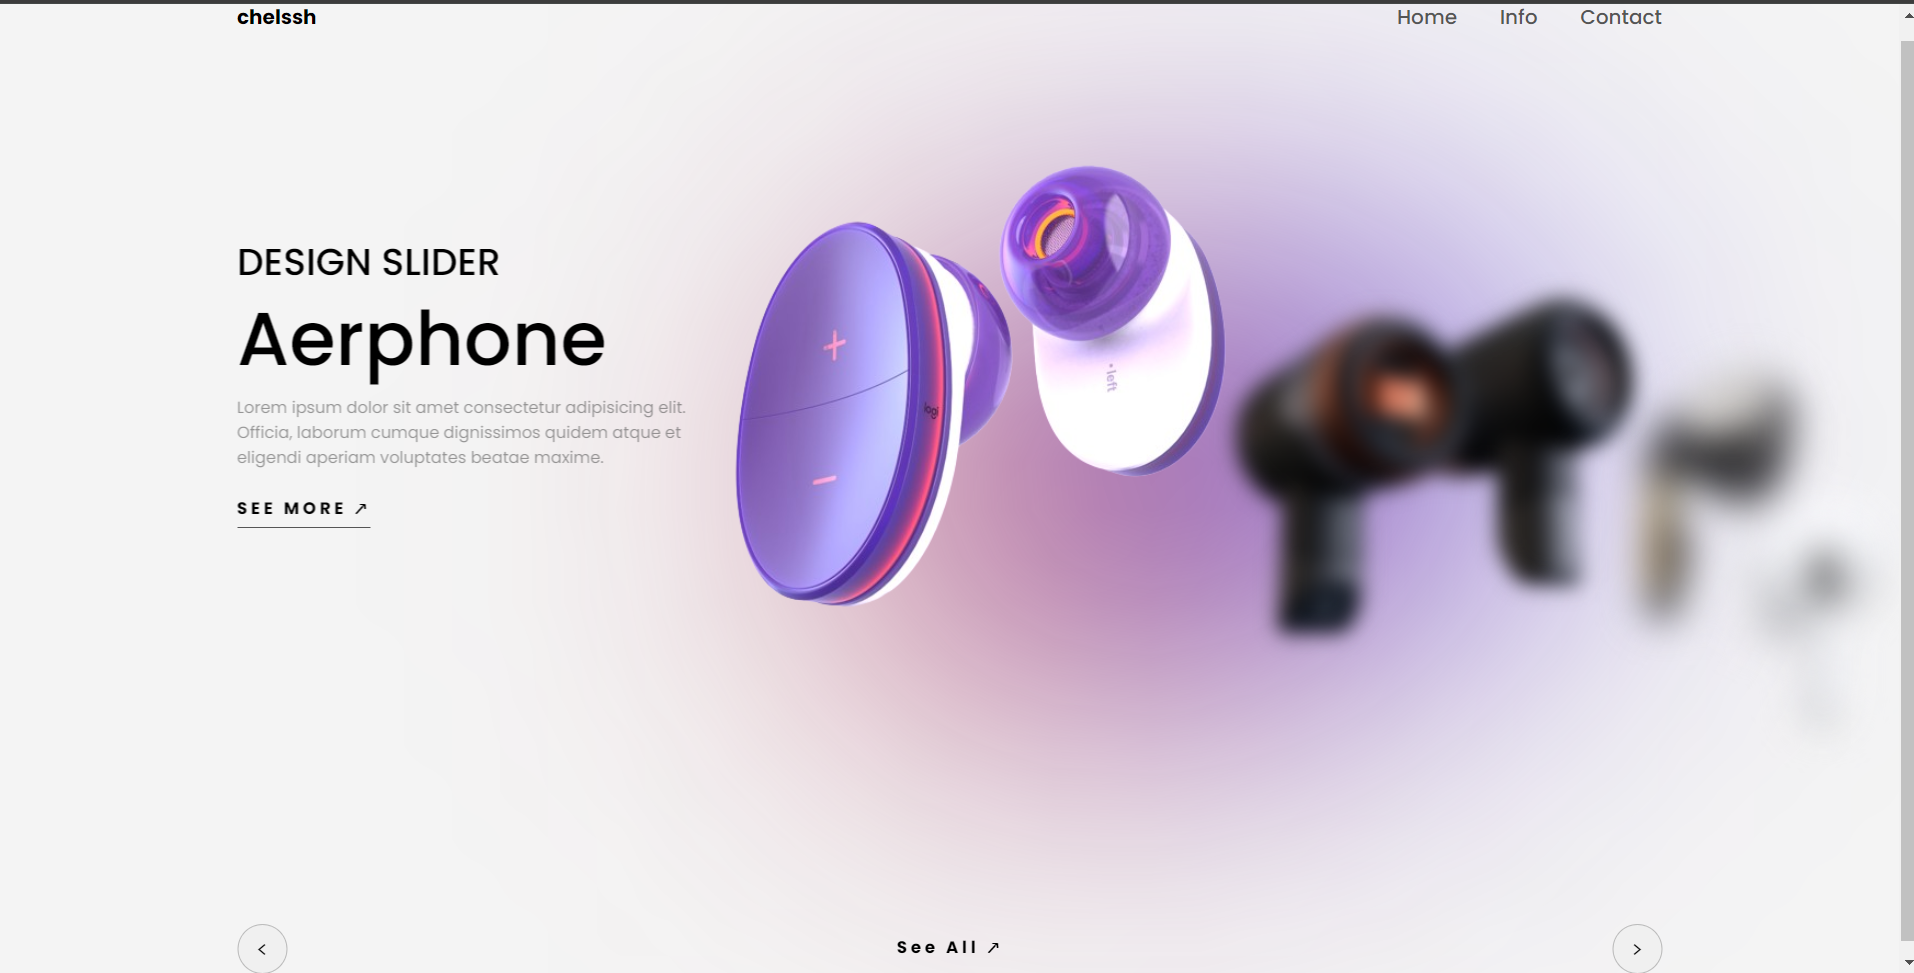 chelssh
Home Info Contact
DESIGN SLIDER
Aerphone
Lorem ipsum dolor sit amet consectetur adipisicing elit.
Officia, laborum cumque dignissimos quidem atque et
eligendi aperiam voluptates beatae maxime.
SEE MORE ↗
+
logi
−
• left
< See All ↗ >